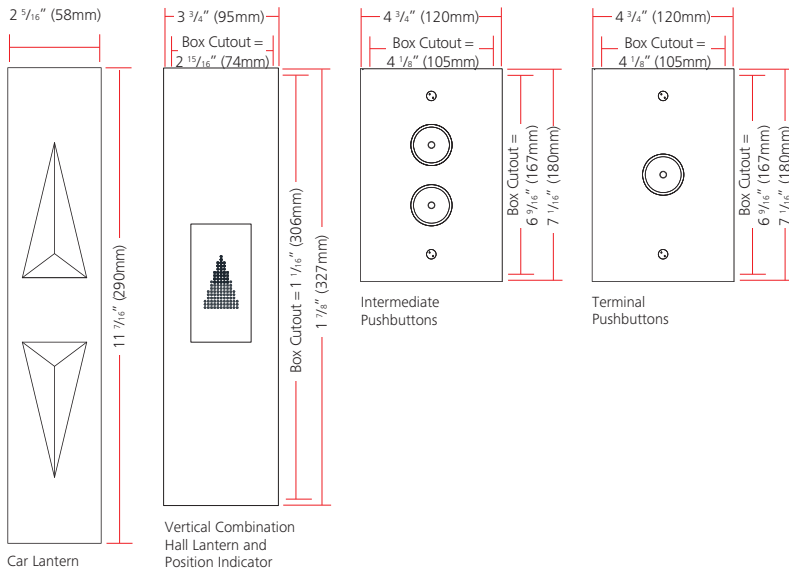 2 5/16" (58mm)
11 7/16" (290mm)
Car Lantern
3 3/4" (95mm)
Box Cutout =
2 15/16" (74mm)
Box Cutout = 1 1/16" (306mm)
1 7/8" (327mm)
Vertical Combination
Hall Lantern and
Position Indicator
4 3/4" (120mm)
Box Cutout =
4 1/8" (105mm)
Box Cutout =
6 9/16" (167mm)
7 1/16" (180mm)
Intermediate
Pushbuttons
4 3/4" (120mm)
Box Cutout =
4 1/8" (105mm)
Box Cutout =
6 9/16" (167mm)
7 1/16" (180mm)
Terminal
Pushbuttons